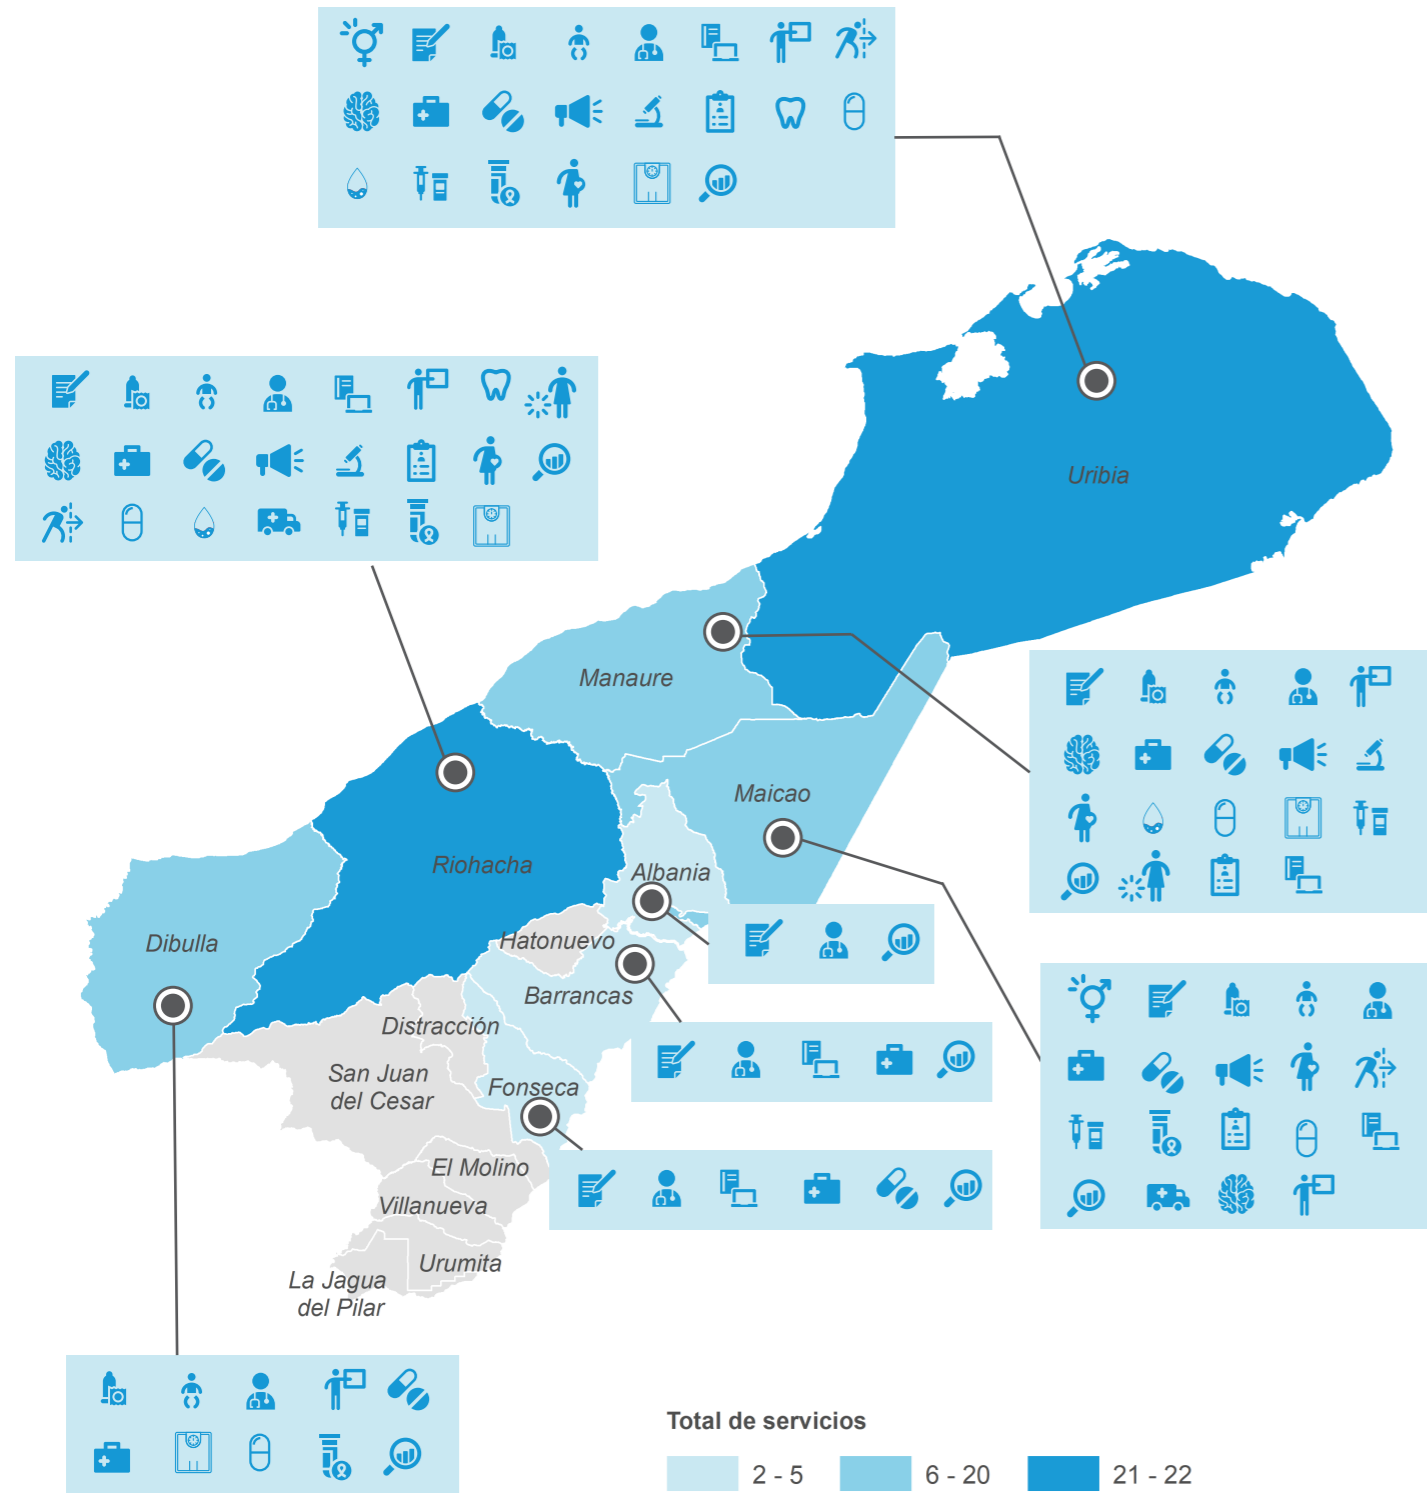 Uribia
Manaure
Maicao
Riohacha
Albania
Dibulla
Hatonuevo
Barrancas
Distracción
San Juan
del Cesar
Fonseca
El Molino
Villanueva
Urumita
La Jagua
del Pilar
Total de servicios
2 - 5
6 - 20
21 - 22